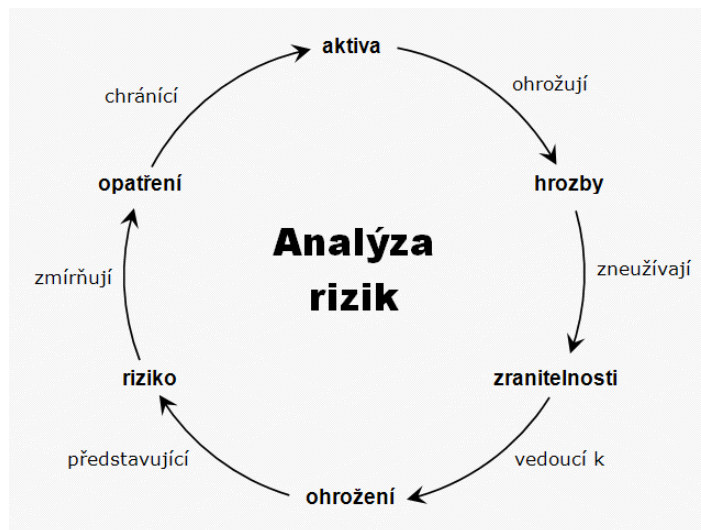 aktiva
ohrožují
hrozby
zneužívají
zranitelnosti
vedoucí k
ohrožení
představující
riziko
zmírňují
opatření
chránící
Analýza
rizik